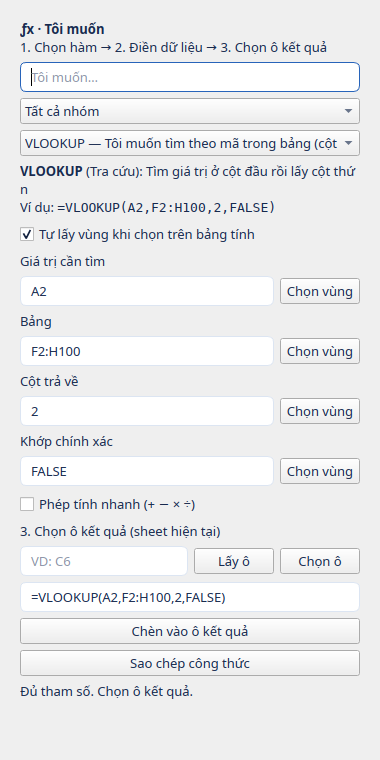 ƒx · Tôi muốn
1. Chọn hàm → 2. Điền dữ liệu → 3. Chọn ô kết quả
Tôi muốn...
Tất cả nhóm
VLOOKUP — Tôi muốn tìm theo mã trong bảng (cột
VLOOKUP (Tra cứu): Tìm giá trị ở cột đầu rồi lấy cột thứ
n
Ví dụ: =VLOOKUP(A2,F2:H100,2,FALSE)
Tự lấy vùng khi chọn trên bảng tính
Giá trị cần tìm
A2 Chọn vùng
Bảng
F2:H100 Chọn vùng
Cột trả về
2 Chọn vùng
Khớp chính xác
FALSE Chọn vùng
Phép tính nhanh (+ − × ÷)
3. Chọn ô kết quả (sheet hiện tại)
VD: C6 Lấy ô Chọn ô
=VLOOKUP(A2,F2:H100,2,FALSE)
Chèn vào ô kết quả
Sao chép công thức
Đủ tham số. Chọn ô kết quả.